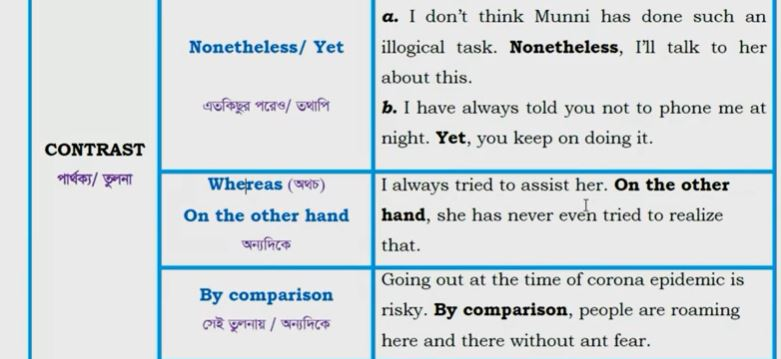 CONTRAST
পার্থক্য/ তুলনা
Nonetheless/ Yet
এতকিছুর পরেও/ তথাপি
a. I don't think Munni has done such an
illogical task. Nonetheless, I'll talk to her
about this.
b. I have always told you not to phone me at
night. Yet, you keep on doing it.
Whereas (অথচ)
On the other hand
অন্যদিকে
I always tried to assist her. On the other
hand, she has never even tried to realize
that.
By comparison
সেই তুলনায় / অন্যদিকে
Going out at the time of corona epidemic is
risky. By comparison, people are roaming
here and there without ant fear.